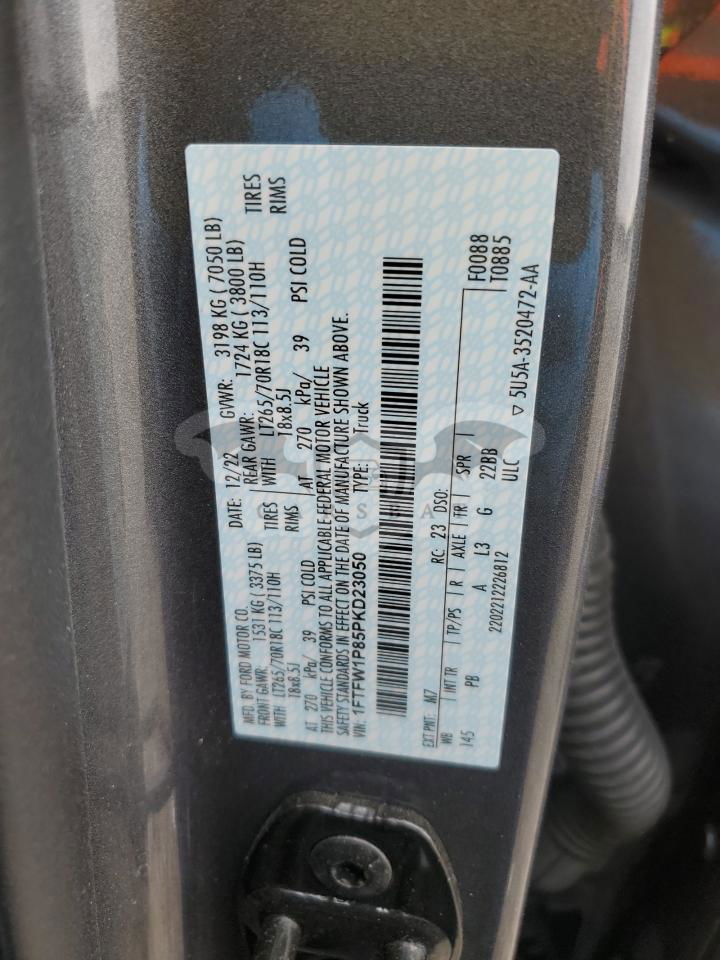 MFD. BY FORD MOTOR CO. DATE: 12/22 GVWR: 3198 KG ( 7050 LB)
FRONT GAWR: 1531 KG ( 3375 LB) REAR GAWR: 1724 KG ( 3800 LB)
WITH LT265/70R18C 113/110H TIRES WITH LT265/70R18C 113/110H TIRES
18x8.5J RIMS 18x8.5J RIMS
AT 270 kPa/ 39 PSI COLD AT 270 kPa/ 39 PSI COLD
THIS VEHICLE CONFORMS TO ALL APPLICABLE FEDERAL MOTOR VEHICLE
SAFETY STANDARDS IN EFFECT ON THE DATE OF MANUFACTURE SHOWN ABOVE.
VIN: 1FTFW1P85PKD23050 TYPE: Truck
EXT PNT: M7 RC: 23 DSO: F0088
WB INT TR TP/PS R AXLE TR SPR T0885
145 PB A L3 G 22BB
2202212226812 ULC ▽ 5U5A-3520472-AA